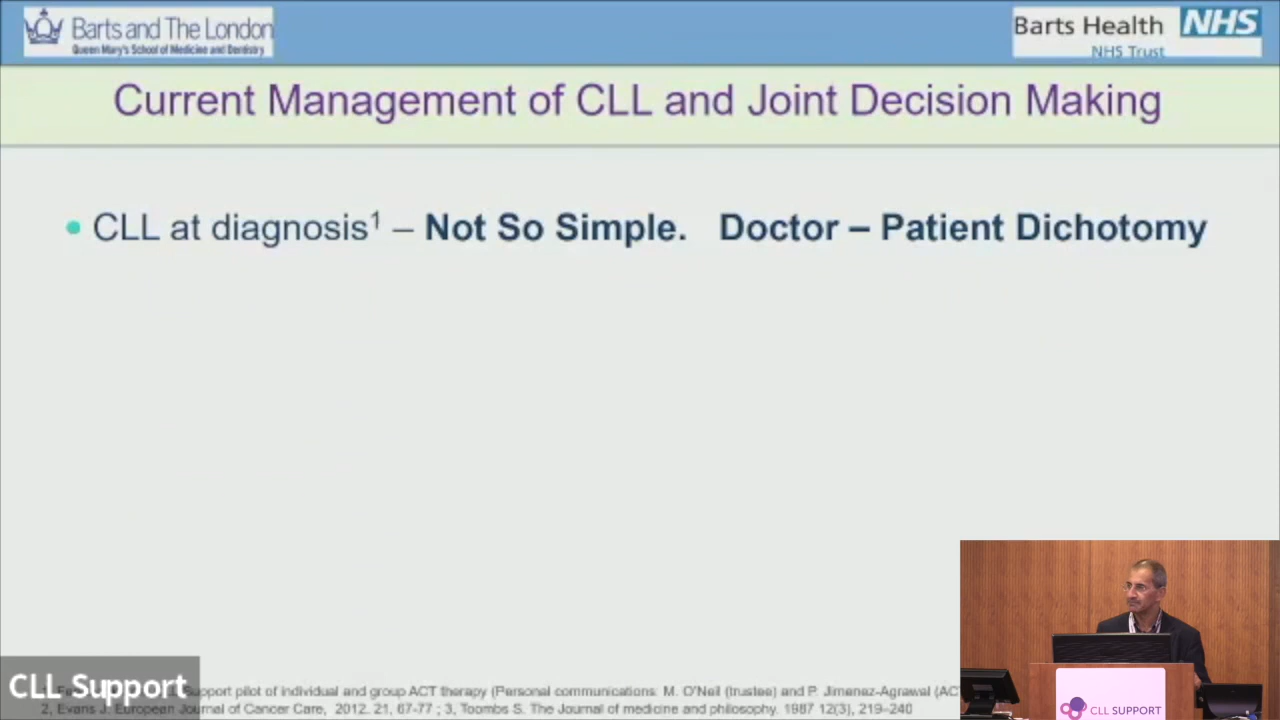 Barts and The London
Queen Mary's School of Medicine and Dentistry
Barts Health NHS
NHS Trust
Current Management of CLL and Joint Decision Making
• CLL at diagnosis¹ – Not So Simple. Doctor – Patient Dichotomy
CLL Support
pilot of individual and group ACT therapy (Personal communications: M. O'Neil (trustee) and P. Jimenez-Agrawal (AC
2, Evans J. European Journal of Cancer Care, 2012. 21, 67-77 ; 3, Toombs S. The Journal of medicine and philosophy. 1987 12(3), 219–240
CLL SUPPORT